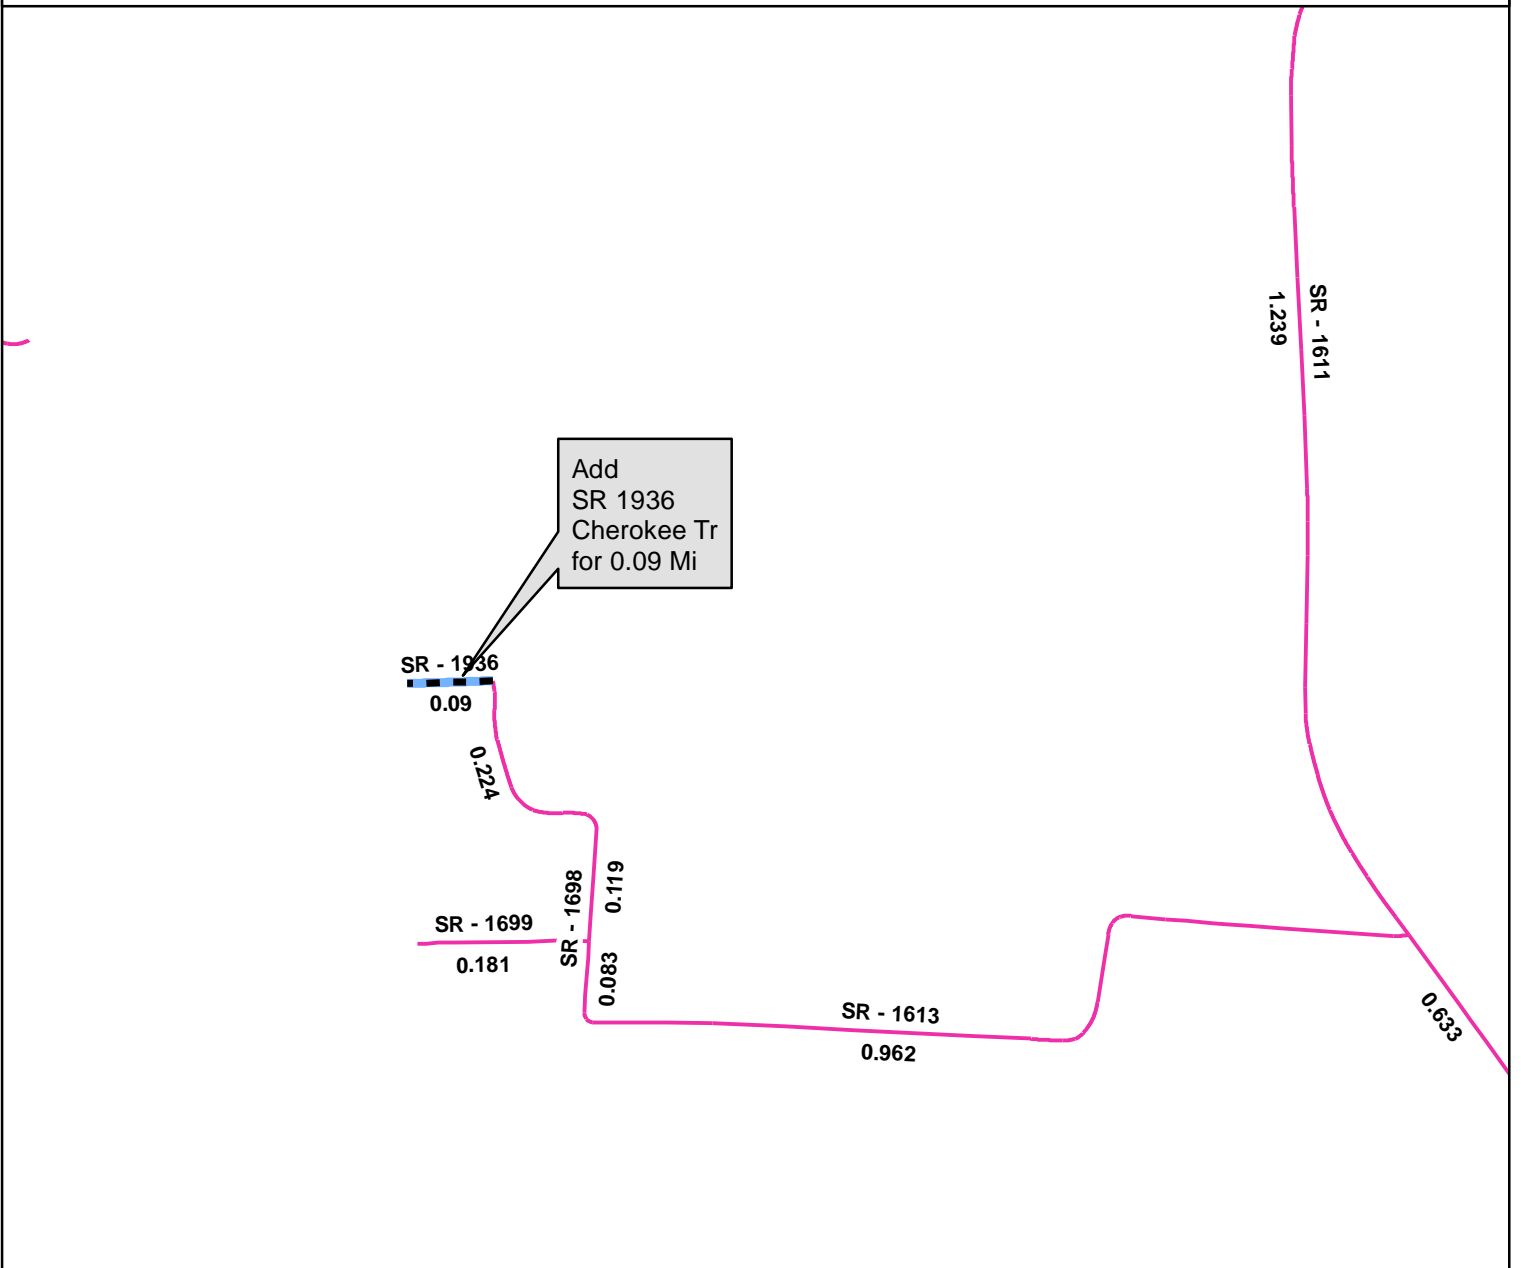 SR - 1611
1.239
Add
SR 1936
Cherokee Tr
for 0.09 Mi
SR - 1936
0.09
0.224
0.119
SR - 1698
SR - 1699
0.181
0.083
SR - 1613
0.962
0.633